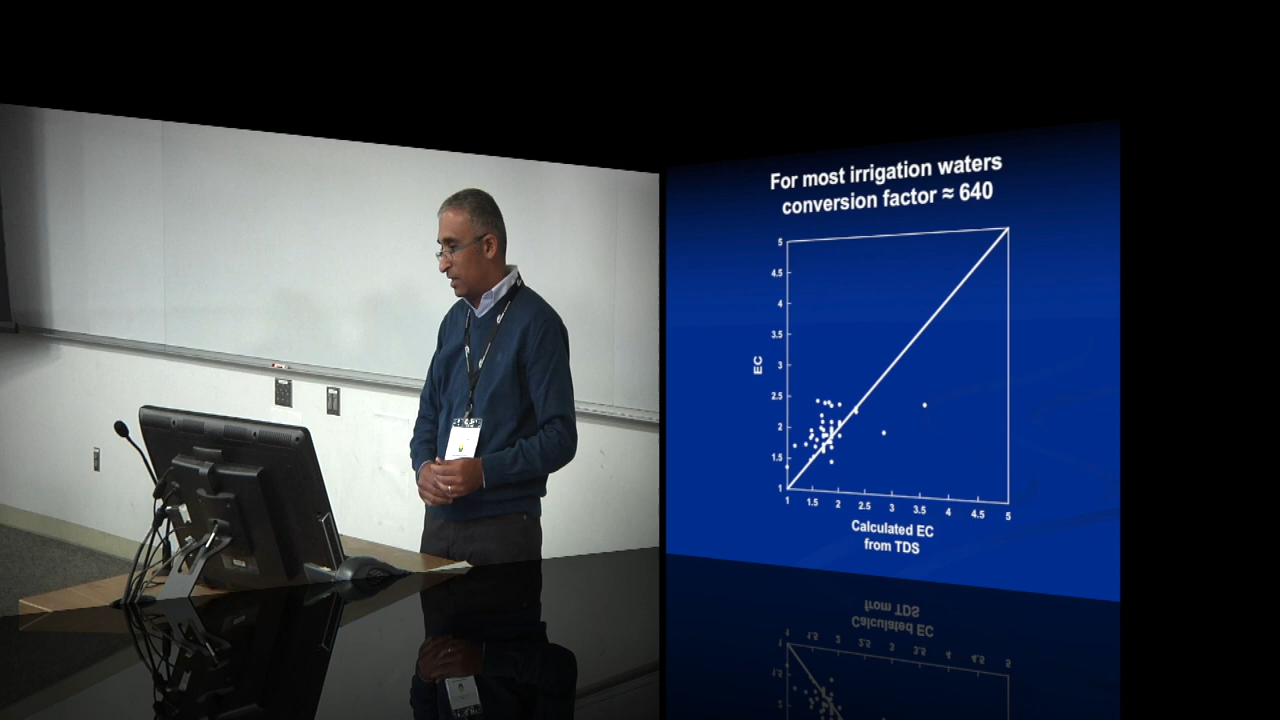 For most irrigation waters
conversion factor ≈ 640
5
4.5
4
3.5
3
2.5
2
1.5
1
EC
1 1.5 2 2.5 3 3.5 4 4.5 5
Calculated EC
from TDS